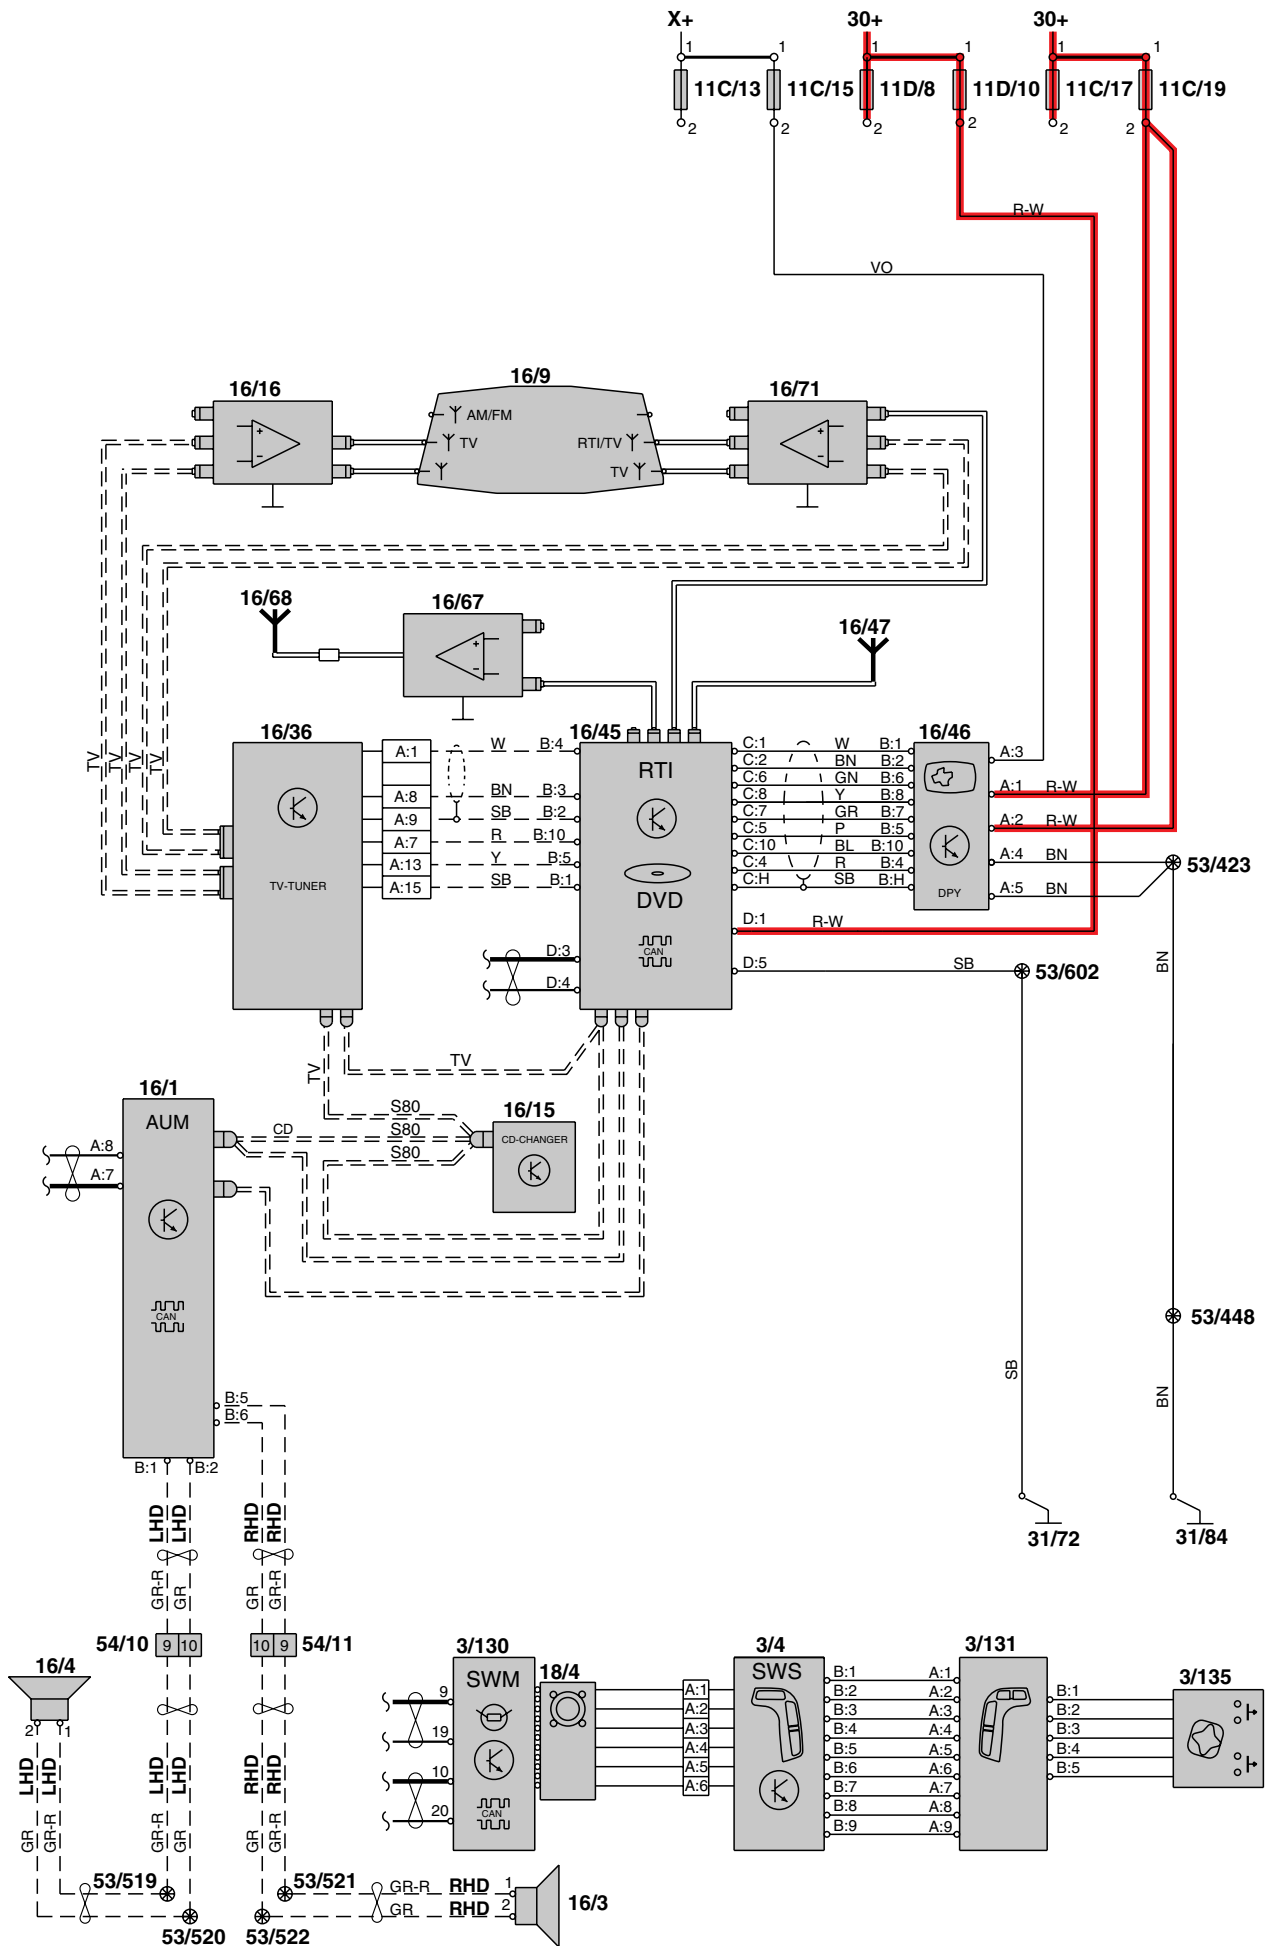 X+ 30+ 30+
1 1 1 1 1 1
11C/13 11C/15 11D/8 11D/10 11C/17 11C/19
2 2 2 2 2 2
R-W
VO
16/16 16/9 16/71
AM/FM
TV RTI/TV
TV
16/68 16/67 16/47
16/36 16/45 16/46
TV TV TV TV
TV-TUNER
A:1 W B:4
A:8 BN B:3
A:9 SB B:2
A:7 R B:10
A:13 Y B:5
A:15 SB B:1
RTI
DVD
CAN
C:1 W B:1
C:2 BN B:2
C:6 GN B:6
C:8 Y B:8
C:7 GR B:7
C:5 P B:5
C:10 BL B:10
C:4 R B:4
C:H SB B:H
DPY
A:3
A:1 R-W
A:2 R-W
A:4 BN 53/423
A:5 BN
D:1 R-W
D:3
D:4
D:5 SB 53/602
BN
TV
TV
16/1
AUM
S80 16/15
CD S80 CD-CHANGER
S80
A:8
A:7
CAN
53/448
SB
BN
B:5
B:6
B:1 B:2
31/72 31/84
LHD LHD RHD RHD
GR-R GR GR GR-R
54/10 9 10 10 9 54/11
16/4
2 1
LHD LHD LHD LHD RHD RHD
GR GR-R GR-R GR GR GR-R
53/519 53/521
53/520 53/522
GR-R RHD 1
GR RHD 2
16/3
3/130 3/4 3/131
SWM 18/4 SWS 3/135
9
19
10
20
CAN
A:1
A:2
A:3
A:4
A:5
A:6
B:1 A:1
B:2 A:2
B:3 A:3
B:4 A:4
B:5 A:5
B:6 A:6
B:7 A:7
B:8 A:8
B:9 A:9
B:1
B:2
B:3
B:4
B:5